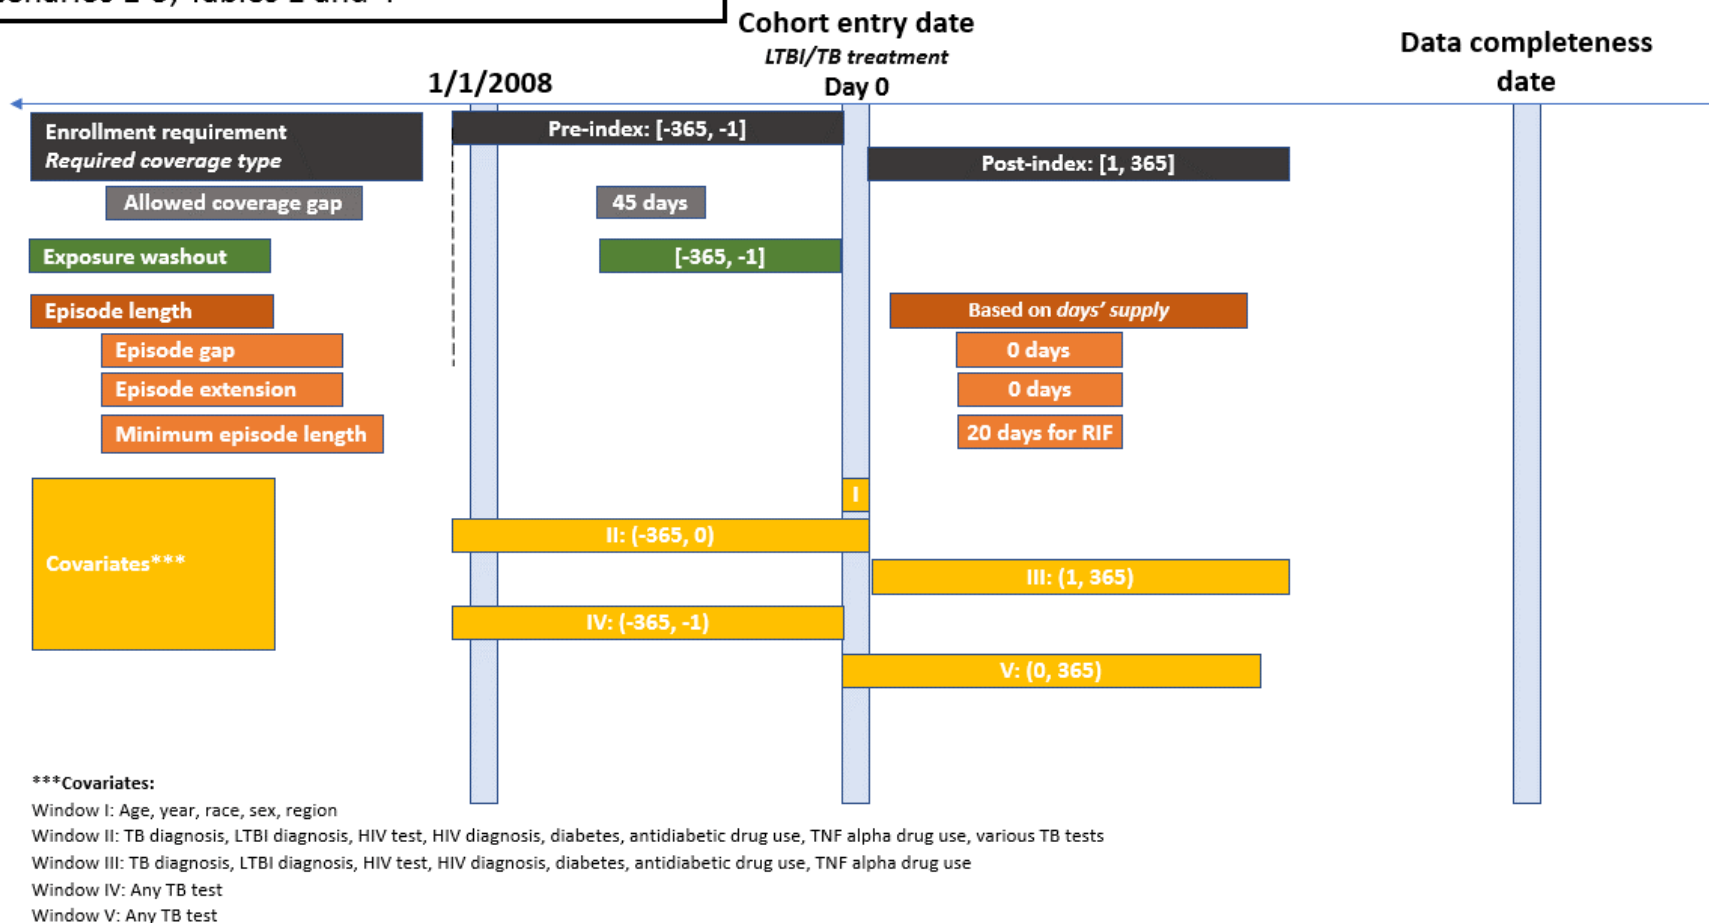 Cohort entry date
LTBI/TB treatment
Day 0
1/1/2008
Data completeness
date
Enrollment requirement
Required coverage type
Pre-index: [-365, -1]
Post-index: [1, 365]
Allowed coverage gap
45 days
Exposure washout
[-365, -1]
Episode length
Based on days’ supply
Episode gap
0 days
Episode extension
0 days
Minimum episode length
20 days for RIF
Covariates***
I
II: (-365, 0)
III: (1, 365)
IV: (-365, -1)
V: (0, 365)
***Covariates:
Window I: Age, year, race, sex, region
Window II: TB diagnosis, LTBI diagnosis, HIV test, HIV diagnosis, diabetes, antidiabetic drug use, TNF alpha drug use, various TB tests
Window III: TB diagnosis, LTBI diagnosis, HIV test, HIV diagnosis, diabetes, antidiabetic drug use, TNF alpha drug use
Window IV: Any TB test
Window V: Any TB test